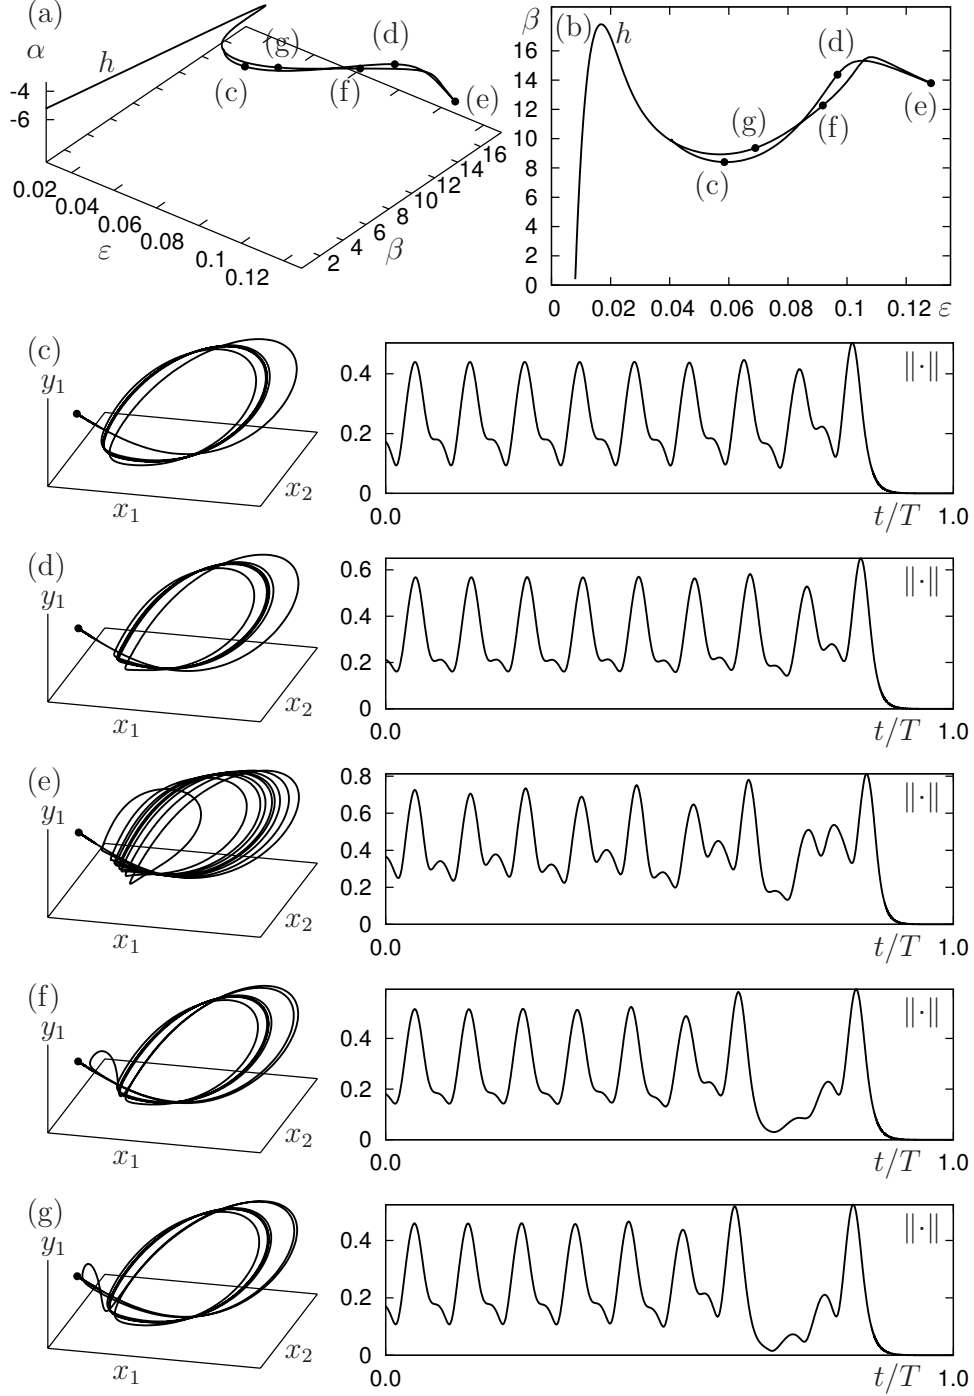 (a)
α
h
-4
-6
(g)
(d)
(c)
(f)
(e)
0.02
0.04
0.06
0.08
0.1
0.12
ε
2
4
6
8
10
12
14
16
β
β
(b)
h
16
14
12
10
8
6
4
2
0
(d)
(g)
(e)
(f)
(c)
0 0.02 0.04 0.06 0.08 0.1 0.12 ε
(c)
y₁
x₁
x₂
0.4
0.2
0
||·||
0.0 t/T 1.0
(d)
y₁
x₁
x₂
0.6
0.4
0.2
0
||·||
0.0 t/T 1.0
(e)
y₁
x₁
x₂
0.8
0.6
0.4
0.2
0
||·||
0.0 t/T 1.0
(f)
y₁
x₁
x₂
0.4
0.2
0
||·||
0.0 t/T 1.0
(g)
y₁
x₁
x₂
0.4
0.2
0
||·||
0.0 t/T 1.0